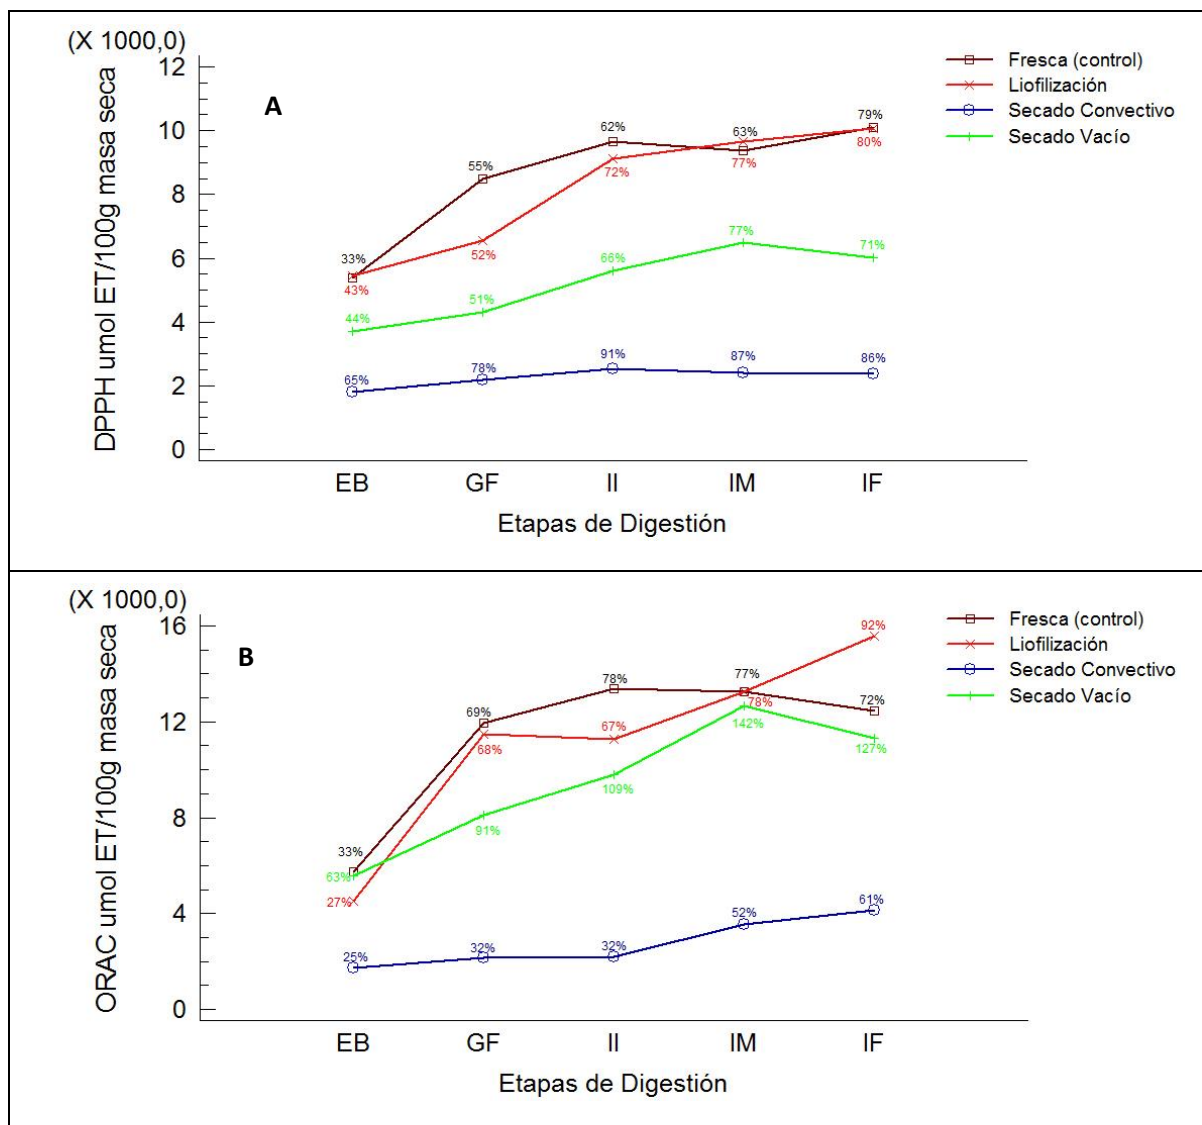 (X 1000,0)
12
10
8
6
4
2
0
DPPH umol ET/100g masa seca
A
Fresca (control)
Liofilización
Secado Convectivo
Secado Vacío
33%
55%
62%
63%
79%
43%
52%
72%
77%
80%
44%
51%
66%
77%
71%
65%
78%
91%
87%
86%
EB GF II IM IF
Etapas de Digestión
(X 1000,0)
16
12
8
4
0
ORAC umol ET/100g masa seca
B
Fresca (control)
Liofilización
Secado Convectivo
Secado Vacío
33%
69%
78%
77%
72%
27%
68%
67%
78%
92%
63%
91%
109%
142%
127%
25%
32%
32%
52%
61%
EB GF II IM IF
Etapas de Digestión